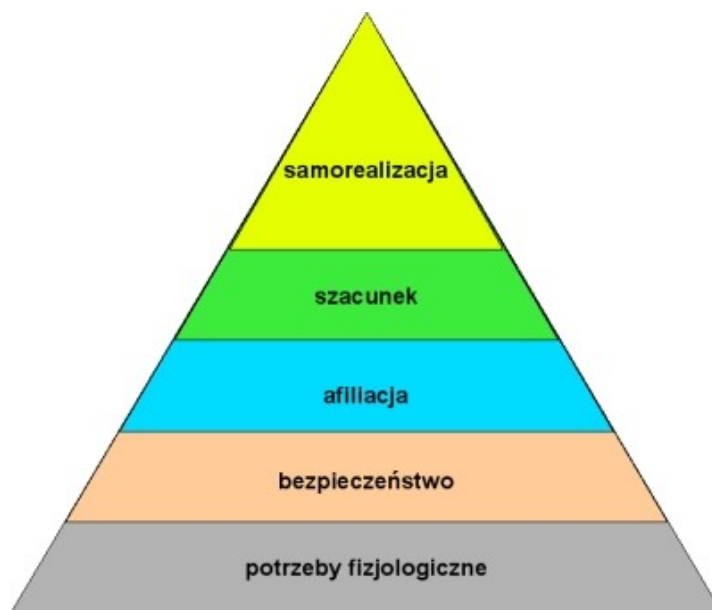 samorealizacja
szacunek
afiliacja
bezpieczeństwo
potrzeby fizjologiczne